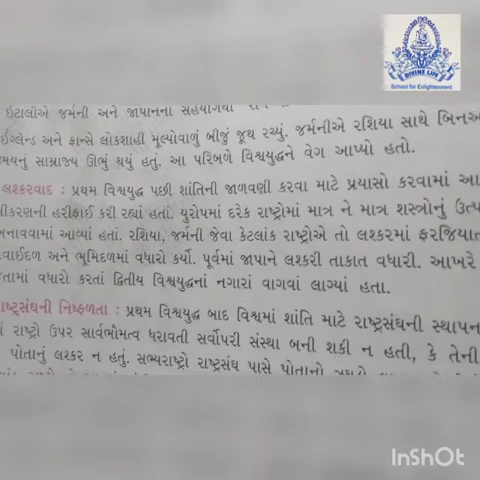 DIVINE LIFE
School for Enlightenment
ઇટાલીએ જર્મની અને જાપાનના સહયોગથી
ઈંગ્લેન્ડ અને ફ્રાન્સે લોકશાહી મૂલ્યોવાળું બીજું જૂથ રચ્યું. જર્મનીએ રશિયા સાથે બિનઆ
ભયનું સામ્રાજ્ય ઊભું થયું હતું. આ પરિબળે વિશ્વયુદ્ધને વેગ આપ્યો હતો.
લશ્કરવાદ : પ્રથમ વિશ્વયુદ્ધ પછી શાંતિની જાળવણી કરવા માટે પ્રયાસો કરવામાં આ
ીકરણની હરીફાઈ કરી રહ્યાં હતાં. યુરોપમાં દરેક રાષ્ટ્રોમાં માત્ર ને માત્ર શસ્ત્રોનું ઉત્પ
બનાવવામાં આવ્યાં હતાં. રશિયા, જર્મની જેવા કેટલાંક રાષ્ટ્રોએ તો લશ્કરમાં ફરજિયાત
વાઈદળ અને ભૂમિદળમાં વધારો કર્યો. પૂર્વમાં જાપાને લશ્કરી તાકાત વધારી. આખરે
તામાં વધારો કરતાં દ્વિતીય વિશ્વયુદ્ધનાં નગારાં વાગવાં લાગ્યાં હતા.
રાષ્ટ્રસંઘની નિષ્ફળતા : પ્રથમ વિશ્વયુદ્ધ બાદ વિશ્વમાં શાંતિ માટે રાષ્ટ્રસંઘની સ્થાપન
રાષ્ટ્રો ઉપર સાર્વભૌમત્વ ધરાવતી સર્વોપરી સંસ્થા બની શકી ન હતી, કે તેની
પોતાનું લશ્કર ન હતું. સભ્યરાષ્ટ્રો રાષ્ટ્રસંઘ પાસે પોતાનો
InShOt